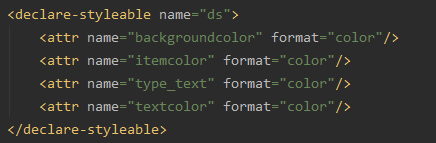 <declare-styleable name="ds">
<attr name="backgroundcolor" format="color"/>
<attr name="itemcolor" format="color"/>
<attr name="type_text" format="color"/>
<attr name="textcolor" format="color"/>
</declare-styleable>